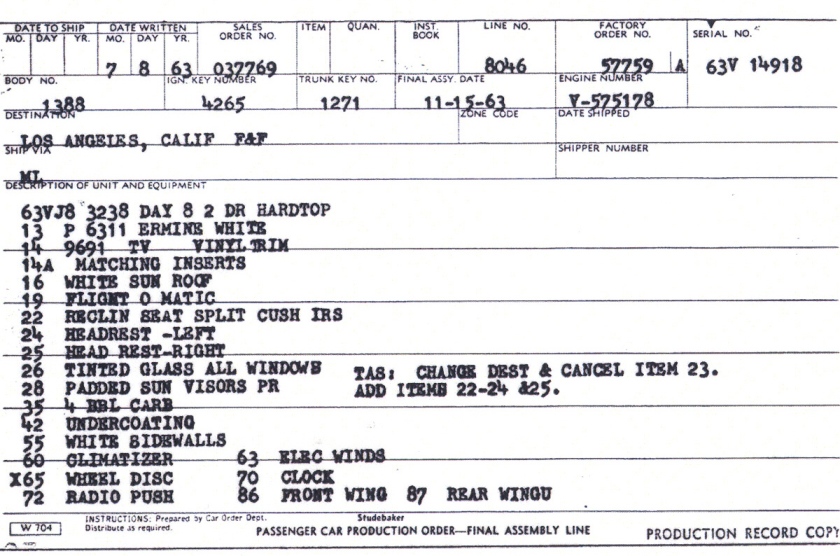 DATE TO SHIP DATE WRITTEN SALES ORDER NO. ITEM QUAN. INST. BOOK LINE NO. FACTORY ORDER NO. SERIAL NO.
MO. DAY YR. MO. DAY YR.
7 8 63 037769 8046 57759 A 63V 14918
BODY NO. IGN. KEY NUMBER TRUNK KEY NO. FINAL ASSY. DATE ENGINE NUMBER
1388 4265 1271 11-15-63 V-575178
DESTINATION ZONE CODE DATE SHIPPED
LOS ANGELES, CALIF F&F
SHIP VIA SHIPPER NUMBER
ML
DESCRIPTION OF UNIT AND EQUIPMENT
63VJ8 3238 DAY 8 2 DR HARDTOP
13 P 6311 ERMINE WHITE
14 9691 TV VINYL TRIM
14A MATCHING INSERTS
16 WHITE SUN ROOF
19 FLIGHT O MATIC
22 RECLIN SEAT SPLIT CUSH IRS
24 HEADREST -LEFT
25 HEAD REST-RIGHT
26 TINTED GLASS ALL WINDOWS TAS: CHANGE DEST & CANCEL ITEM 23.
28 PADDED SUN VISORS PR ADD ITEMS 22-24 &25.
35 4 BBL CARB
42 UNDERCOATING
55 WHITE SIDEWALLS
60 CLIMATIZER 63 ELEC WINDS
X65 WHEEL DISC 70 CLOCK
72 RADIO PUSH 86 FRONT WING 87 REAR WINGU
W 704 INSTRUCTIONS: Prepared by Car Order Dept. Studebaker
Distribute as required. PASSENGER CAR PRODUCTION ORDER—FINAL ASSEMBLY LINE PRODUCTION RECORD COPY